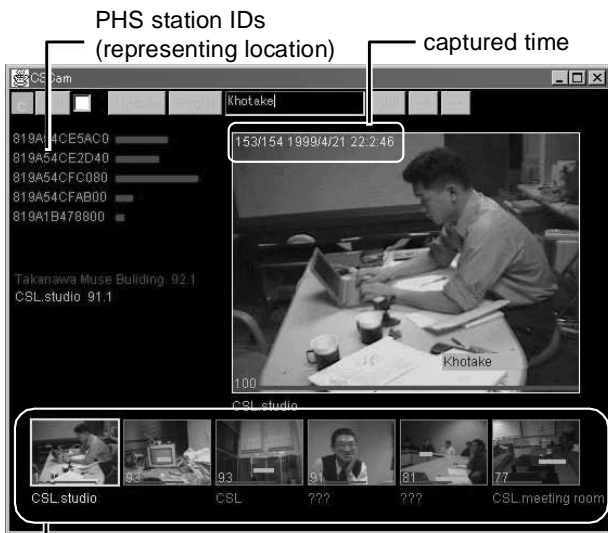 PHS station IDs
(representing location)
captured time
CSCam
Khotake
819A54CE5AC0
819A54CE2D40
819A54CFC080
819A54CFAB00
819A1B478800
153/154 1999/4/21 22:2:46
Takanawa Muse Buliding 92.1
CSL.studio 91.1
Khotake
100
CSL.studio
93
93
91
81
77
CSL.studio
CSL
???
???
CSL.meeting room